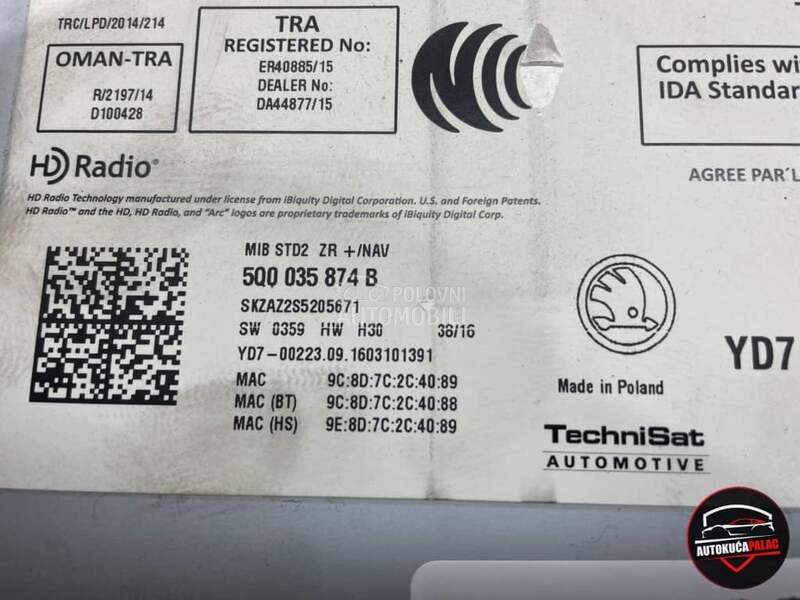 TRC/LPD/2014/214
OMAN-TRA
R/2197/14
D100428
TRA
REGISTERED No:
ER40885/15
DEALER No:
DA44877/15
Complies wi
IDA Standar
HD Radio®
AGREE PAR´L
HD Radio Technology manufactured under license from iBiquity Digital Corporation. U.S. and Foreign Patents.
HD Radio™ and the HD, HD Radio, and “Arc” logos are proprietary trademarks of iBiquity Digital Corp.
MIB STD2 ZR +/NAV
5Q0 035 874 B
POLOVNI
AUTOMOBILI
SKZAZ2S5205671
SW 0359 HW H30 38/16
YD7-00223.09.1603101391
MAC 9C:8D:7C:2C:40:89
MAC (BT) 9C:8D:7C:2C:40:88
MAC (HS) 9E:8D:7C:2C:40:89
YD7
Made in Poland
TechniSat
AUTOMOTIVE
AUTOKUĆA PALAC